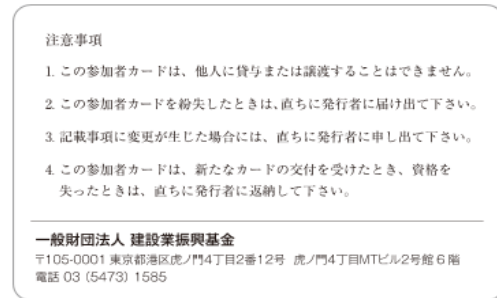 注意事項
1. この参加者カードは、他人に貸与または譲渡することはできません。
2. この参加者カードを紛失したときは、直ちに発行者に届け出て下さい。
3. 記載事項に変更が生じた場合には、直ちに発行者に申し出て下さい。
4. この参加者カードは、新たなカードの交付を受けたとき、資格を
失ったときは、直ちに発行者に返納して下さい。
一般財団法人 建設業振興基金
〒105-0001 東京都港区虎ノ門4丁目2番12号 虎ノ門4丁目MTビル2号館6階
電話 03 (5473) 1585